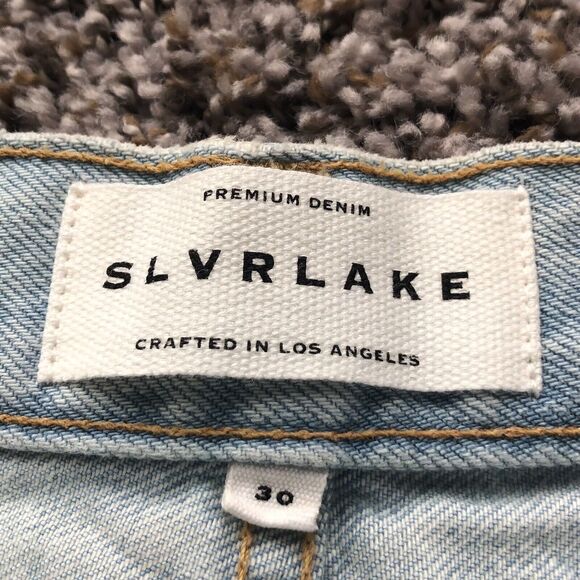 PREMIUM DENIM
SLVRLAKE
CRAFTED IN LOS ANGELES
30